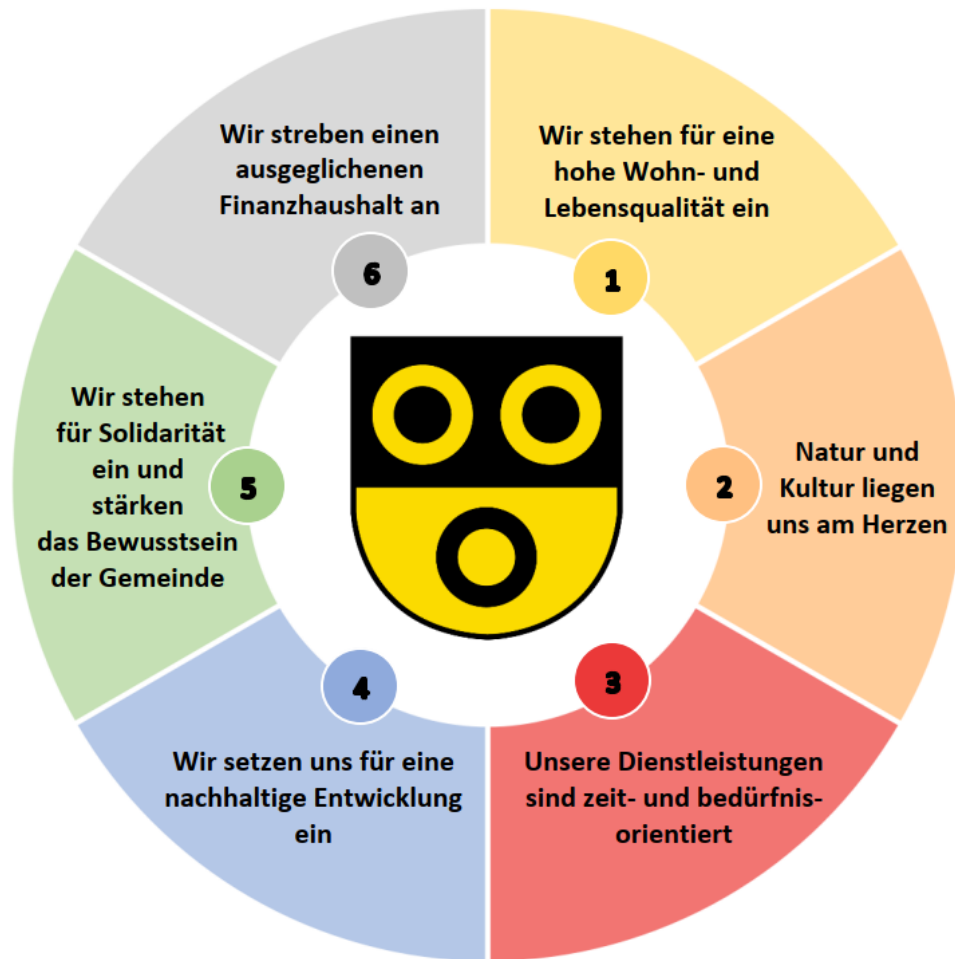 Wir stehen für eine
hohe Wohn- und
Lebensqualität ein
1
Natur und
Kultur liegen
uns am Herzen
2
Unsere Dienstleistungen
sind zeit- und bedürfnis-
orientiert
3
Wir setzen uns für eine
nachhaltige Entwicklung
ein
4
Wir stehen
für Solidarität
ein und
stärken
das Bewusstsein
der Gemeinde
5
Wir streben einen
ausgeglichenen
Finanzhaushalt an
6